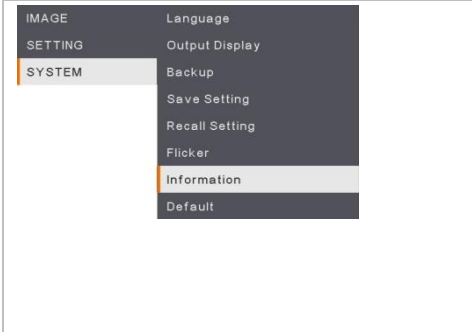 IMAGE
SETTING
SYSTEM
Language
Output Display
Backup
Save Setting
Recall Setting
Flicker
Information
Default